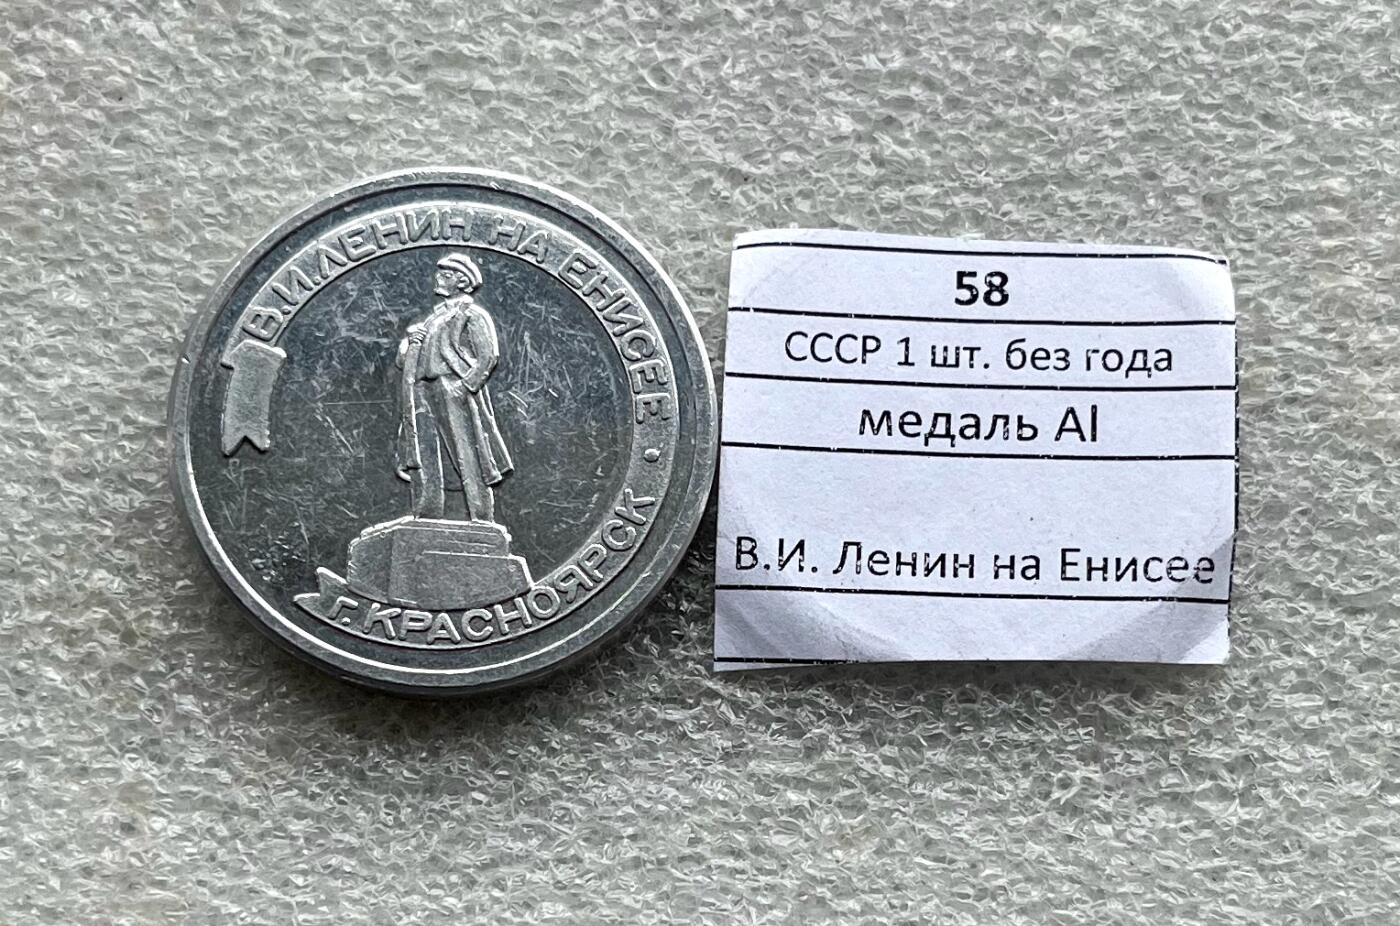 В.И.ЛЕНИН НА ЕНИСЕЕ •
Г. КРАСНОЯРСК
58
СССР 1 шт. без года
медаль Al
В.И. Ленин на Енисее